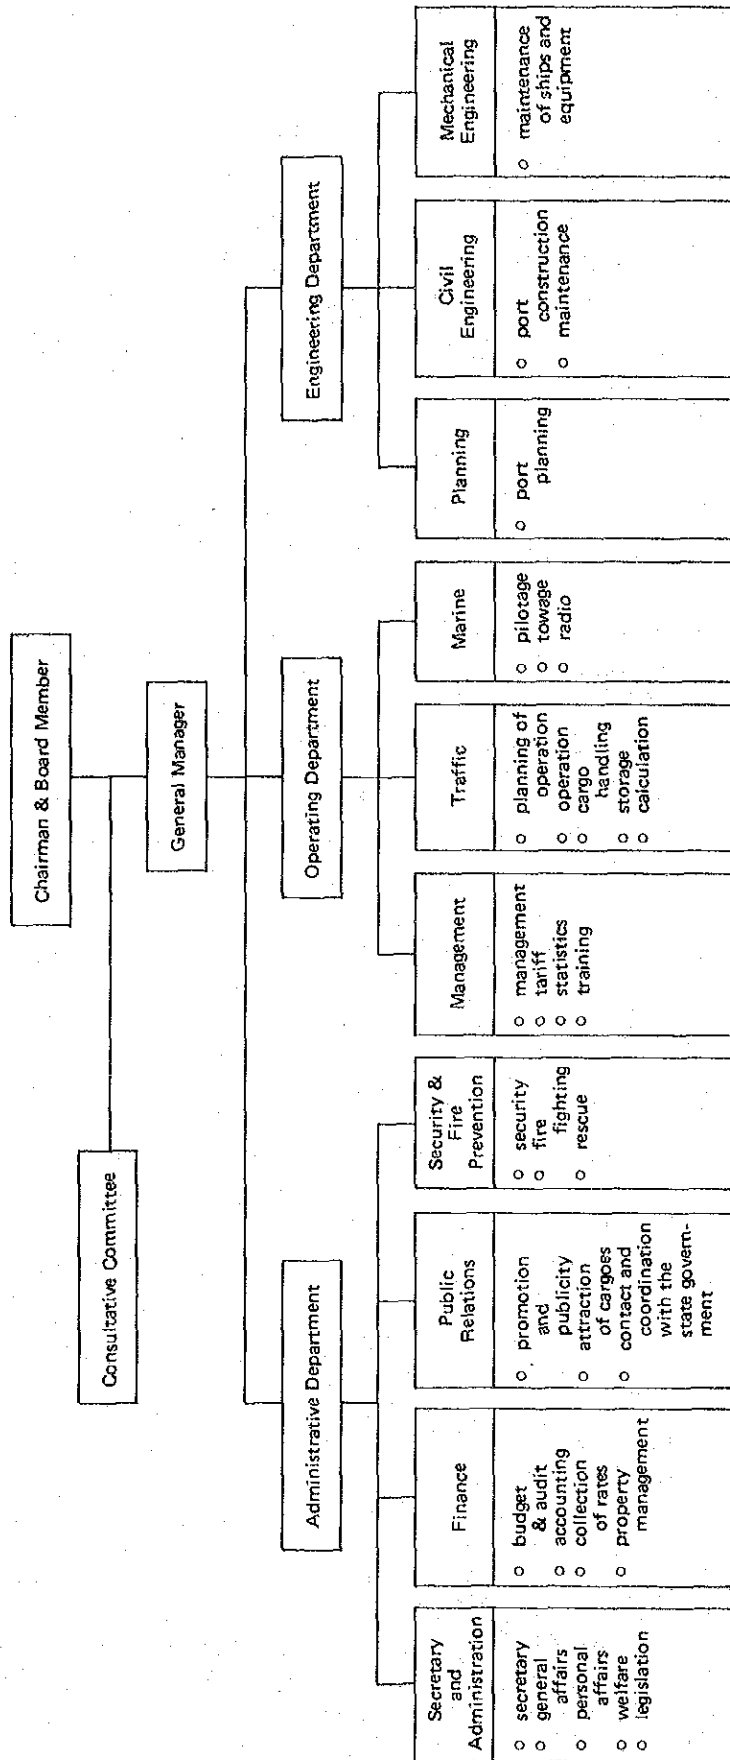 Chairman & Board Member
Consultative Committee
General Manager
Administrative Department
Operating Department
Engineering Department
Secretary
and
Administration
o secretary
o general
affairs
o personal
affairs
o welfare
o legislation
Finance
o budget
& audit
o accounting
o collection
of rates
o property
management
Public
Relations
o promotion
and
publicity
o attraction
of cargoes
o contact and
coordination
with the
state govern-
ment
Security &
Fire
Prevention
o security
o fire
fighting
o rescue
Management
o management
o tariff
o statistics
o training
Traffic
o planning of
operation
o operation
o cargo
handling
o storage
o calculation
Marine
o pilotage
o towage
o radio
Planning
o port
planning
Civil
Engineering
o port
construction
o maintenance
Mechanical
Engineering
o maintenance
of ships and
equipment